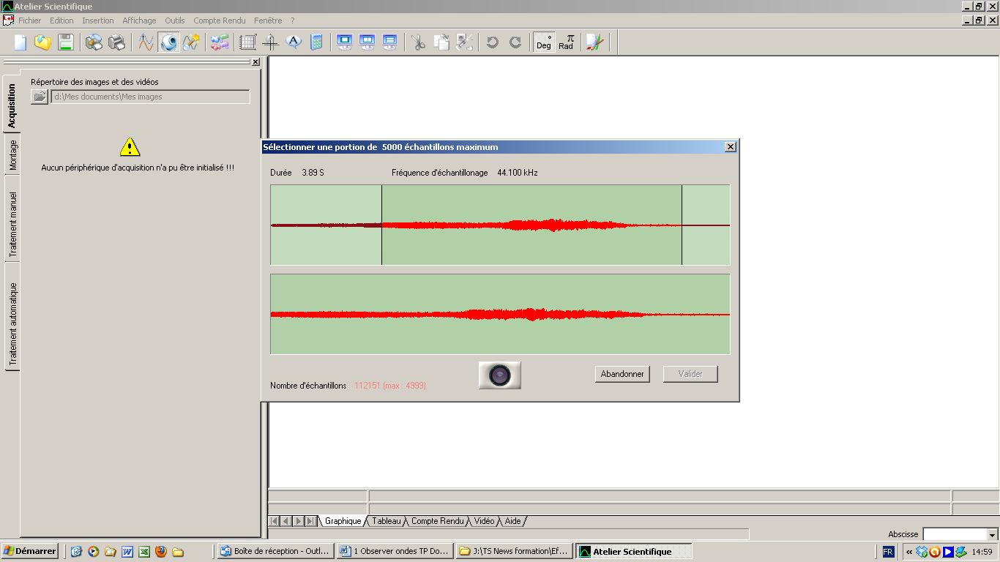 Atelier Scientifique
Fichier Edition Insertion Affichage Outils Compte Rendu Fenêtre ?
Deg π Rad
Acquisition
Montage
Traitement manuel
Traitement automatique
Répertoire des images et des vidéos
d:\Mes documents\Mes images
Aucun périphérique d'acquisition n'a pu être initialisé !!!
Sélectionner une portion de 5000 échantillons maximum
Durée 3.89 S Fréquence d'échantillonage 44.100 kHz
Nombre d'échantillons 112151 (max : 4999)
Abandonner Valider
Graphique Tableau Compte Rendu Vidéo Aide
Abscisse
Démarrer Boîte de réception - Outl... 1 Observer ondes TP Do... J:\TS News formation\Ef... Atelier Scientifique FR « 14:59